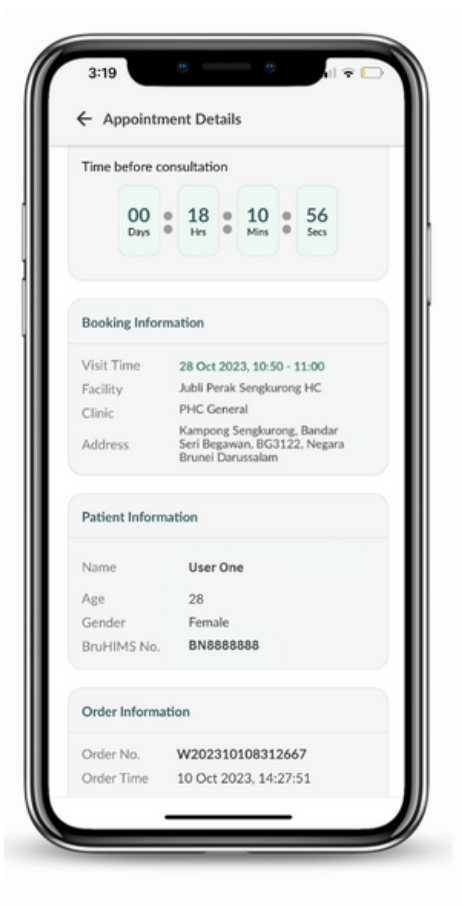 3:19
Appointment Details
Time before consultation
00 18 10 56
Days Hrs Mins Secs
Booking Information
Visit Time 28 Oct 2023, 10:50 - 11:00
Facility Jubli Perak Sengkurong HC
Clinic PHC General
Address Kampong Sengkurong, Bandar
Seri Begawan, BG3122, Negara
Brunei Darussalam
Patient Information
Name User One
Age 28
Gender Female
BruHIMS No. BN8888888
Order Information
Order No. W202310108312667
Order Time 10 Oct 2023, 14:27:51